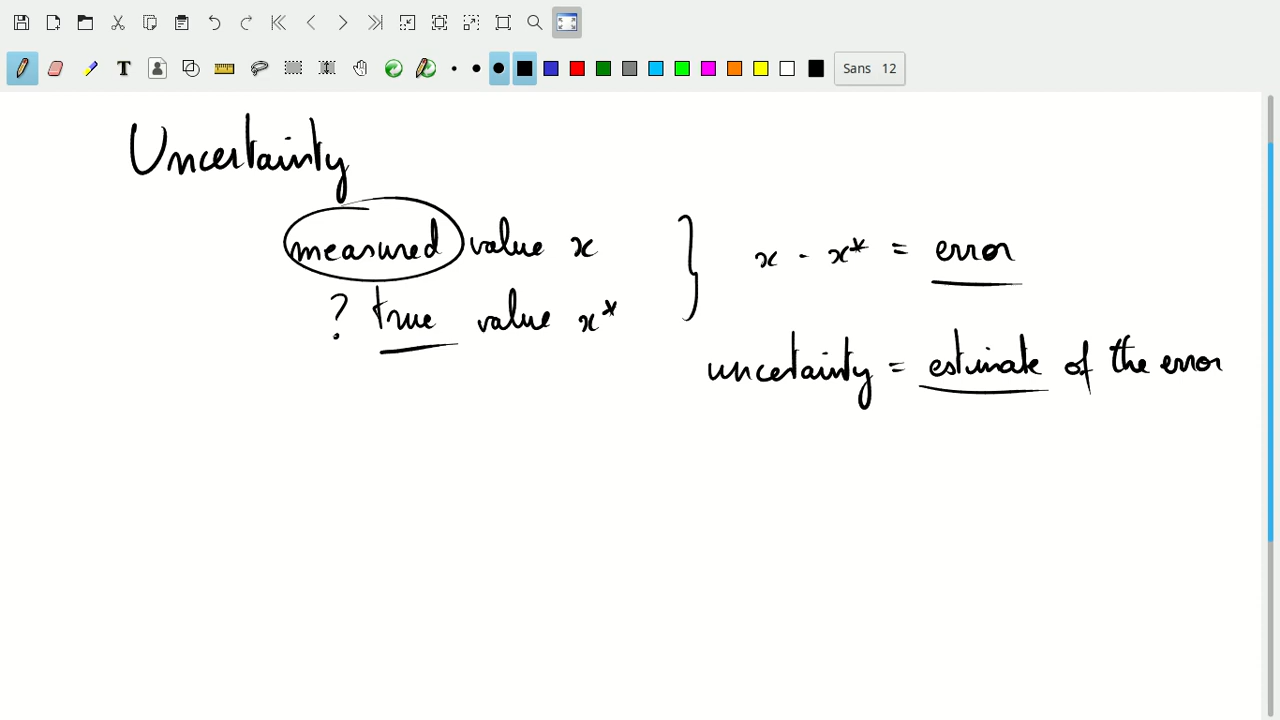 Sans 12
Uncertainty
measured value x
? true value x*
x - x* = error
uncertainty = estimate of the error